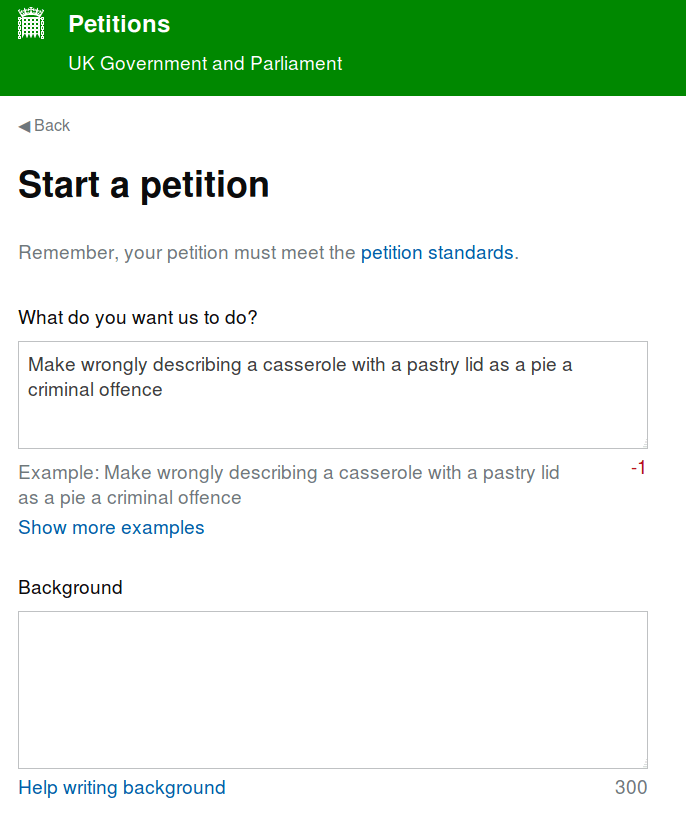 Petitions
UK Government and Parliament
◀ Back
Start a petition
Remember, your petition must meet the petition standards.
What do you want us to do?
Make wrongly describing a casserole with a pastry lid as a pie a
criminal offence
-1
Example: Make wrongly describing a casserole with a pastry lid
as a pie a criminal offence
Show more examples
Background
Help writing background
300